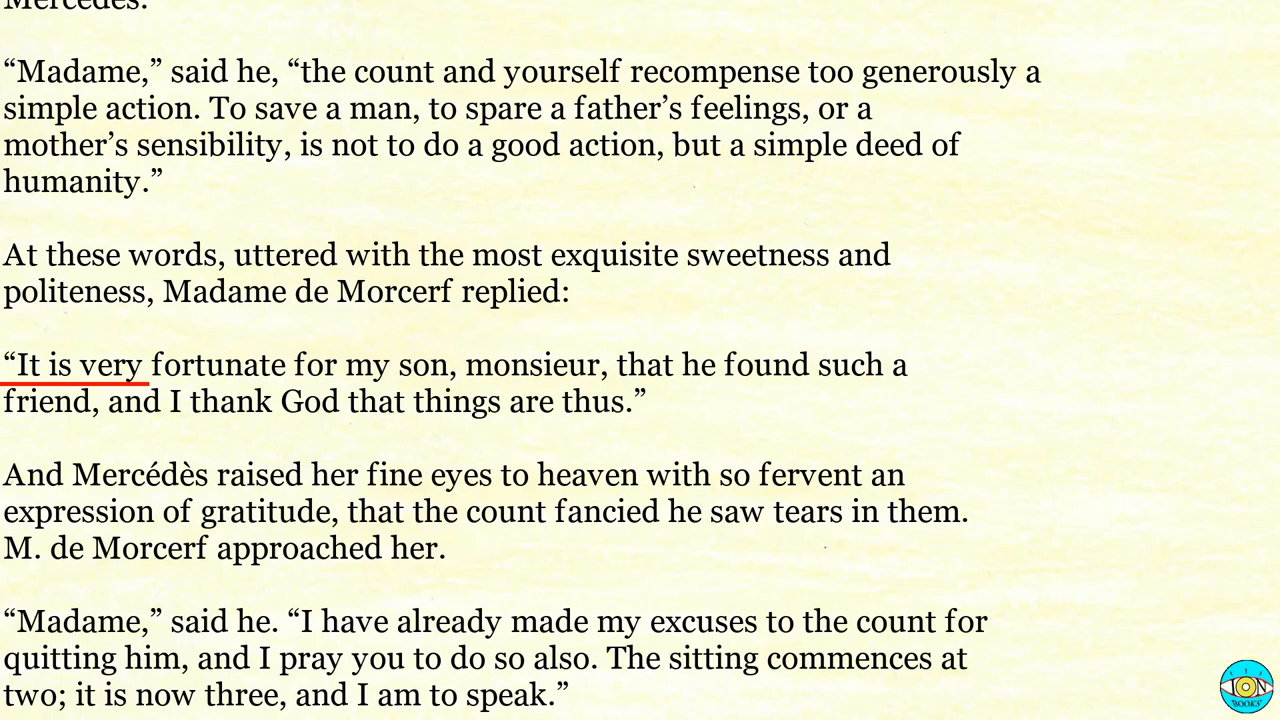 Mercédès.
“Madame,” said he, “the count and yourself recompense too generously a
simple action. To save a man, to spare a father’s feelings, or a
mother’s sensibility, is not to do a good action, but a simple deed of
humanity.”
At these words, uttered with the most exquisite sweetness and
politeness, Madame de Morcerf replied:
“It is very fortunate for my son, monsieur, that he found such a
friend, and I thank God that things are thus.”
And Mercédès raised her fine eyes to heaven with so fervent an
expression of gratitude, that the count fancied he saw tears in them.
M. de Morcerf approached her.
“Madame,” said he. “I have already made my excuses to the count for
quitting him, and I pray you to do so also. The sitting commences at
two; it is now three, and I am to speak.”
ION
BOOKS